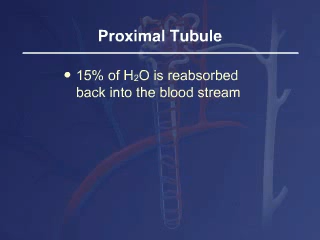 Proximal Tubule
• 15% of H₂O is reabsorbed
back into the blood stream